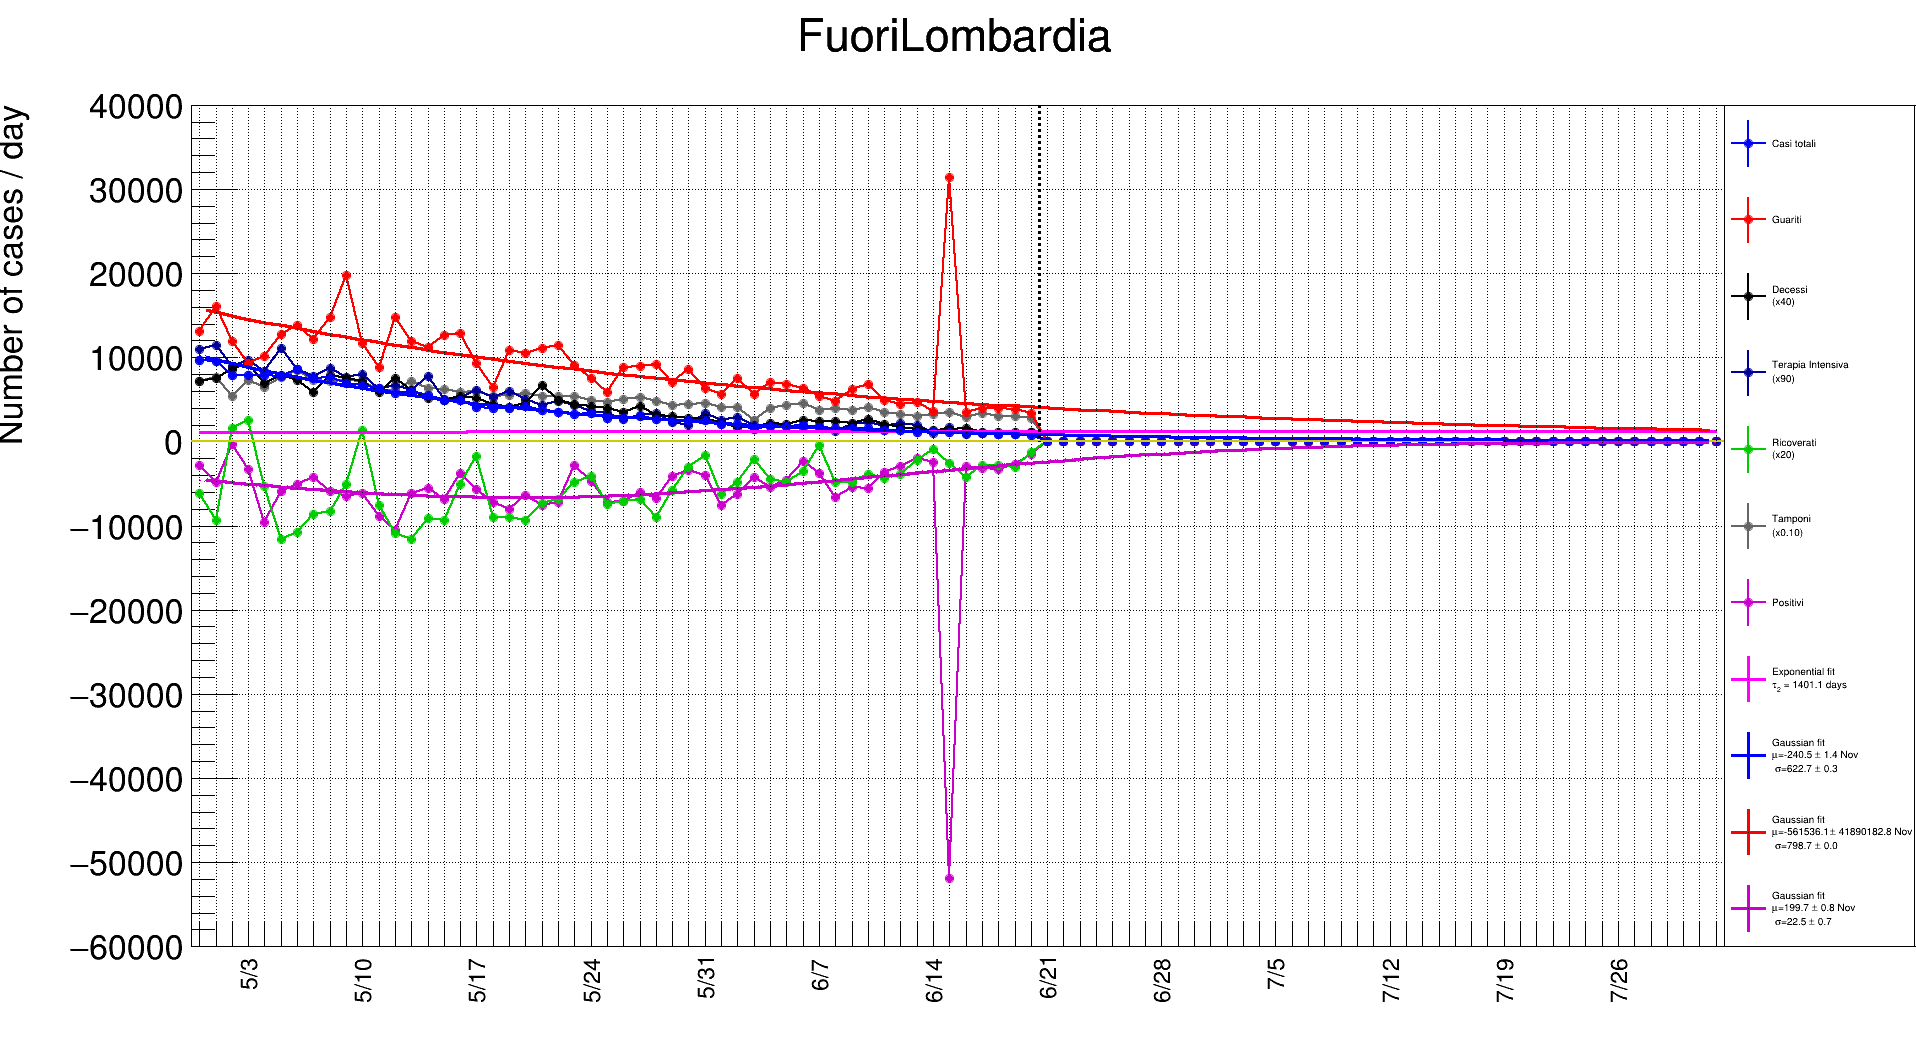 FuoriLombardia
Number of cases / day
40000
30000
20000
10000
0
−10000
−20000
−30000
−40000
−50000
−60000
5/3
5/10
5/17
5/24
5/31
6/7
6/14
6/21
6/28
7/5
7/12
7/19
7/26
Casi totali
Guariti
Decessi
(x40)
Terapia Intensiva
(x90)
Ricoverati
(x20)
Tamponi
(x0.10)
Positivi
Exponential fit
τ2 = 1401.1 days
Gaussian fit
μ=-240.5 ± 1.4 Nov
σ=622.7 ± 0.3
Gaussian fit
μ=-561536.1± 41890182.8 Nov
σ=798.7 ± 0.0
Gaussian fit
μ=199.7 ± 0.8 Nov
σ=22.5 ± 0.7